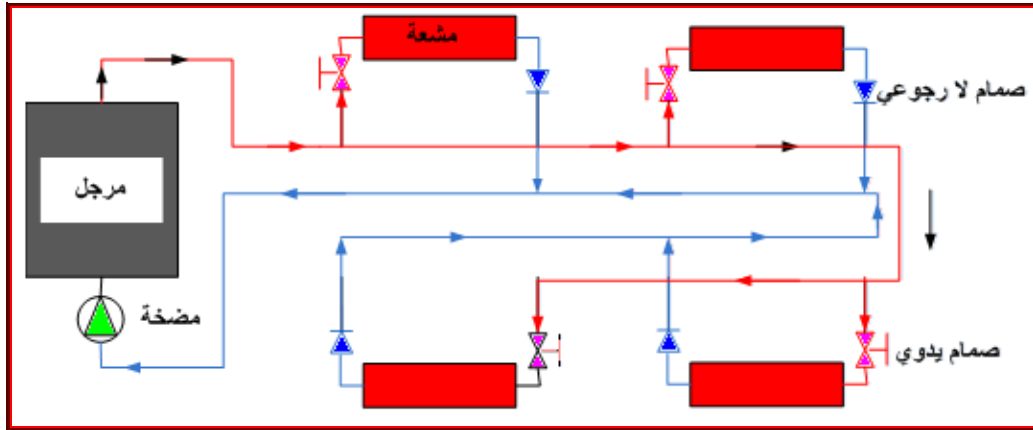 مشعة
صمام لا رجوعي
مرجل
مضخة
صمام يدوي